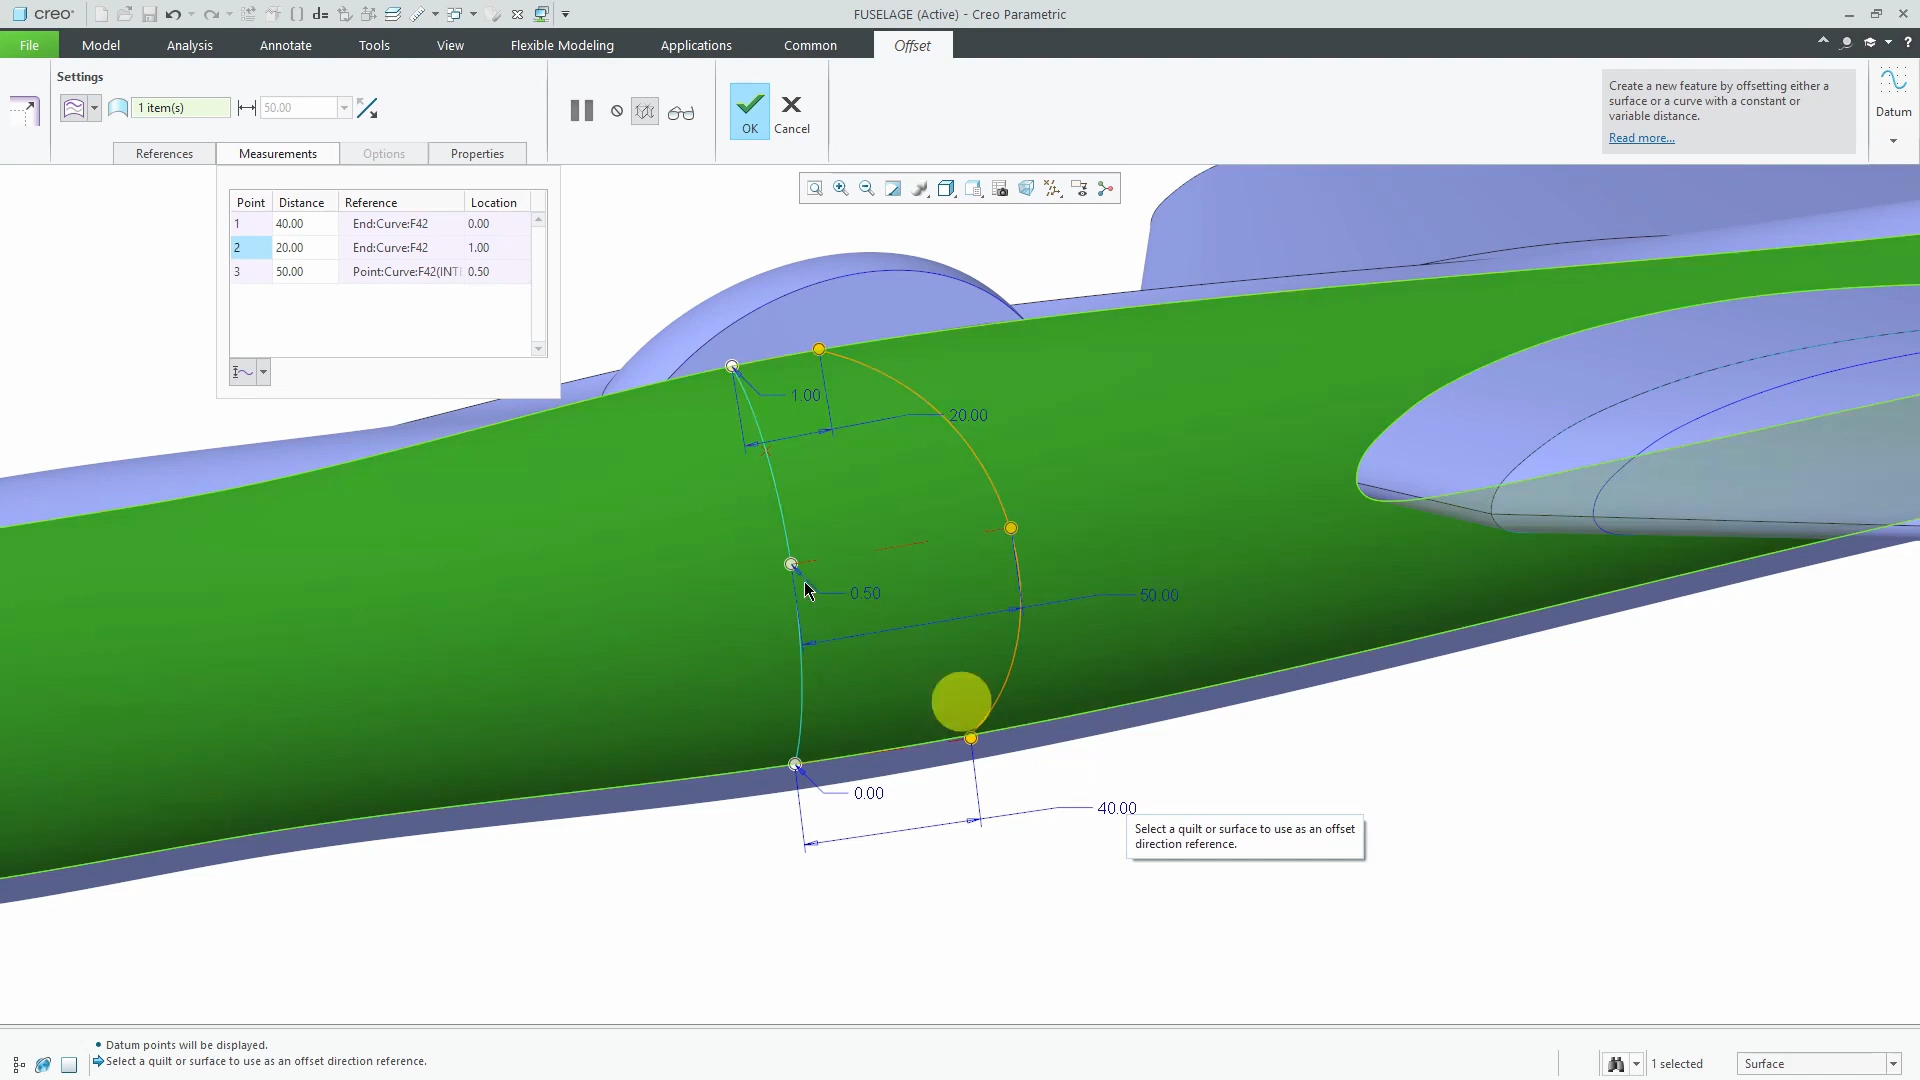 creo
FUSELAGE (Active) - Creo Parametric
File
Model
Analysis
Annotate
Tools
View
Flexible Modeling
Applications
Common
Offset
Settings
1 item(s)
50.00
OK
Cancel
Create a new feature by offsetting either a
surface or a curve with a constant or
variable distance.
Read more...
Datum
References
Measurements
Options
Properties
Point Distance Reference Location
1 40.00 End:Curve:F42 0.00
2 20.00 End:Curve:F42 1.00
3 50.00 Point:Curve:F42(INT 0.50
1.00
20.00
0.50
50.00
0.00
40.00
Select a quilt or surface to use as an offset
direction reference.
Datum points will be displayed.
Select a quilt or surface to use as an offset direction reference.
1 selected
Surface